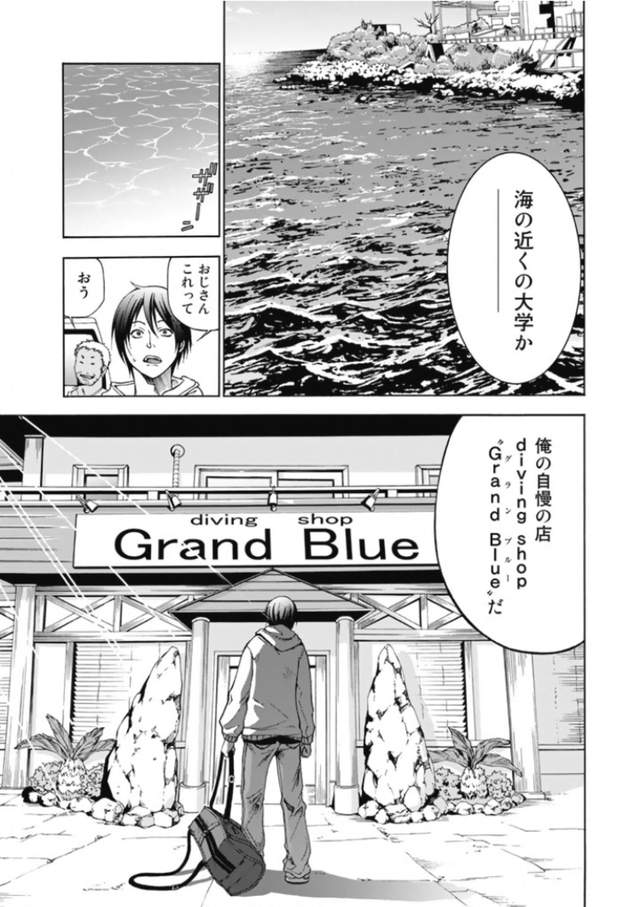 海の近くの大学か
――
ザザーン
おじさん
これって
おう
俺の自慢の店
diving shop
“Grand Blue”だ
グランブルー
diving shop
Grand Blue